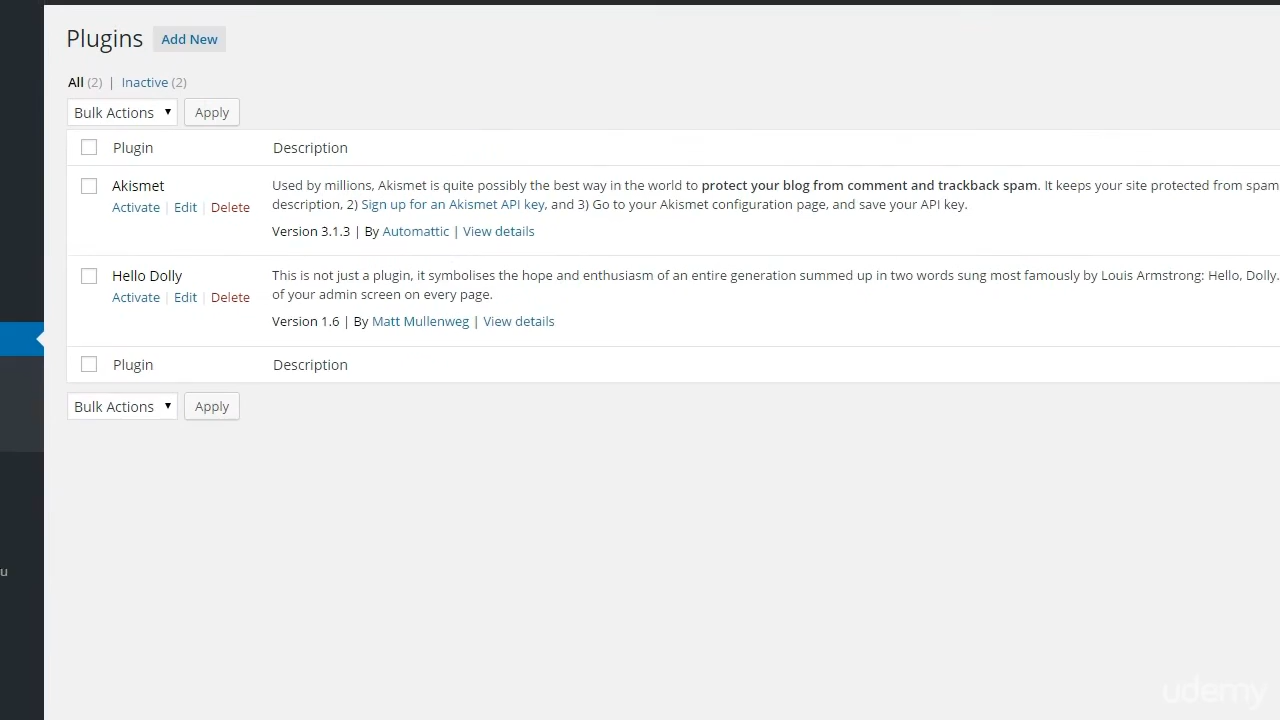 Plugins Add New
All (2) | Inactive (2)
Bulk Actions Apply
Plugin Description
Akismet Used by millions, Akismet is quite possibly the best way in the world to protect your blog from comment and trackback spam. It keeps your site protected from spam
Activate | Edit | Delete description, 2) Sign up for an Akismet API key, and 3) Go to your Akismet configuration page, and save your API key.
Version 3.1.3 | By Automattic | View details
Hello Dolly This is not just a plugin, it symbolises the hope and enthusiasm of an entire generation summed up in two words sung most famously by Louis Armstrong: Hello, Dolly.
Activate | Edit | Delete of your admin screen on every page.
Version 1.6 | By Matt Mullenweg | View details
Plugin Description
Bulk Actions Apply
u
udemy